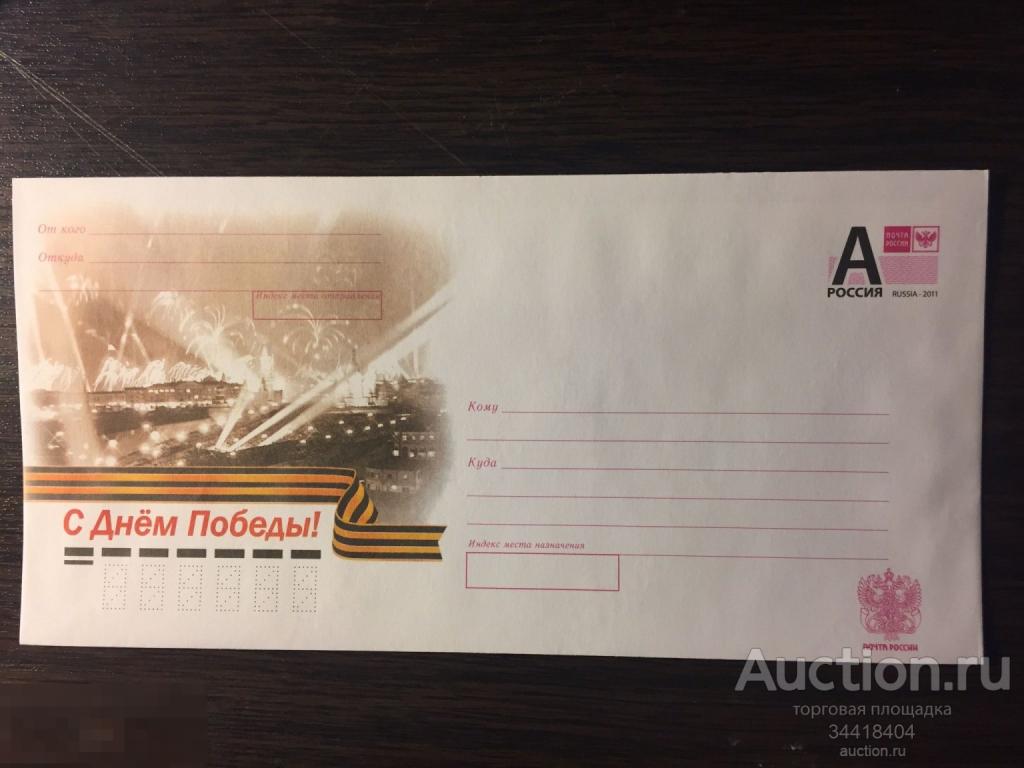 От кого
Откуда
Индекс места отправления
А
ПОЧТА
РОССИИ
РОССИЯ
RUSSIA - 2011
Кому
Куда
Индекс места назначения
С Днём Победы!
ПОЧТА РОССИИ
Auction.ru
торговая площадка
34418404
auction.ru